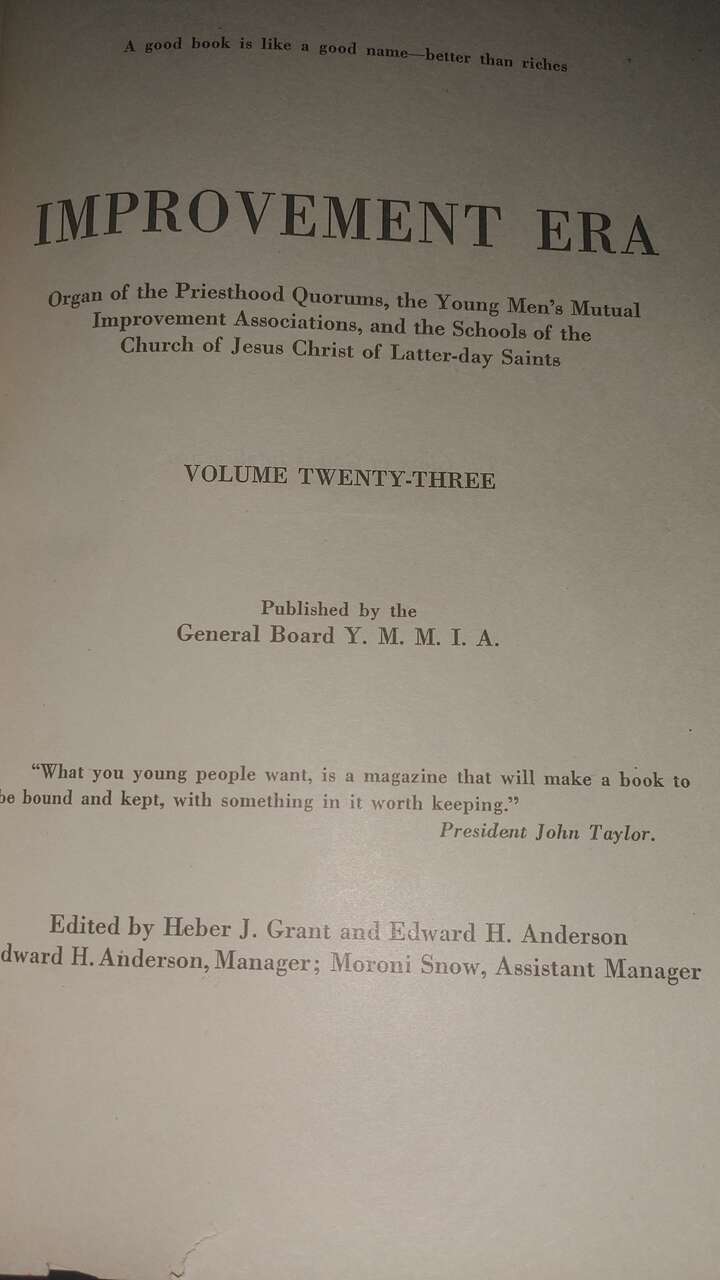 A good book is like a good name—better than riches
IMPROVEMENT ERA
Organ of the Priesthood Quorums, the Young Men's Mutual
Improvement Associations, and the Schools of the
Church of Jesus Christ of Latter-day Saints
VOLUME TWENTY-THREE
Published by the
General Board Y. M. M. I. A.
“What you young people want, is a magazine that will make a book to
be bound and kept, with something in it worth keeping.”
President John Taylor.
Edited by Heber J. Grant and Edward H. Anderson
dward H. Anderson, Manager; Moroni Snow, Assistant Manager